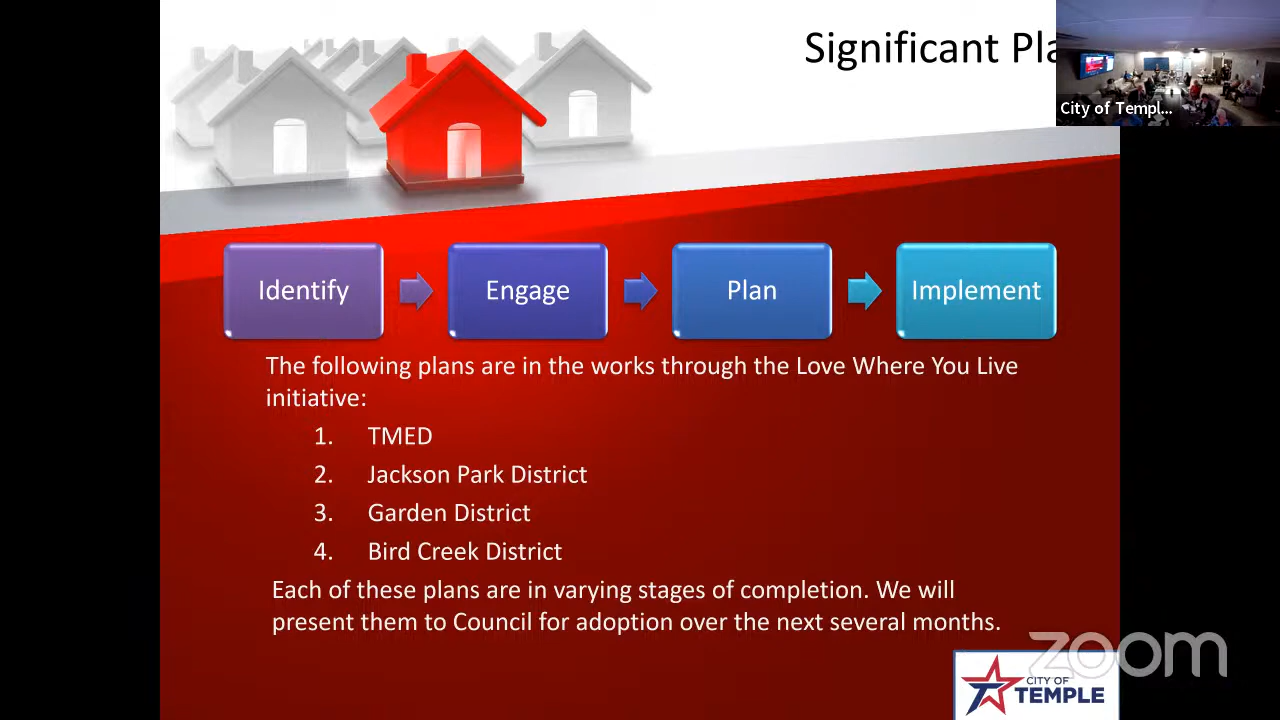 Significant Pla
City of Templ...
Identify
Engage
Plan
Implement
The following plans are in the works through the Love Where You Live
initiative:
1. TMED
2. Jackson Park District
3. Garden District
4. Bird Creek District
Each of these plans are in varying stages of completion. We will
present them to Council for adoption over the next several months.
zoom
CITY OF
TEMPLE